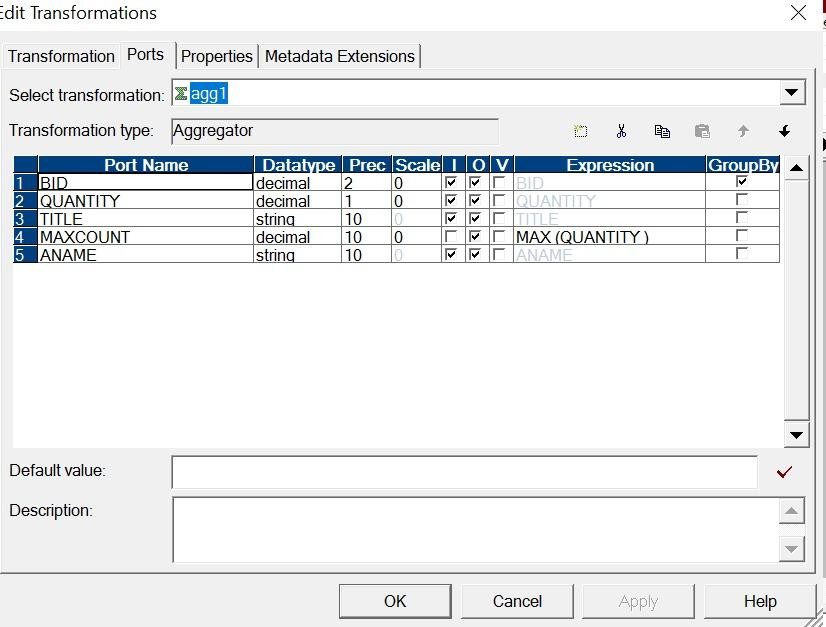 Edit Transformations
Transformation Ports Properties Metadata Extensions
Select transformation: agg1
Transformation type: Aggregator
Port Name Datatype Prec Scale I O V Expression GroupBy
1 BID decimal 2 0 BID
2 QUANTITY decimal 1 0 QUANTITY
3 TITLE string 10 0 TITLE
4 MAXCOUNT decimal 10 0 MAX (QUANTITY )
5 ANAME string 10 0 ANAME
Default value:
Description:
OK Cancel Apply Help